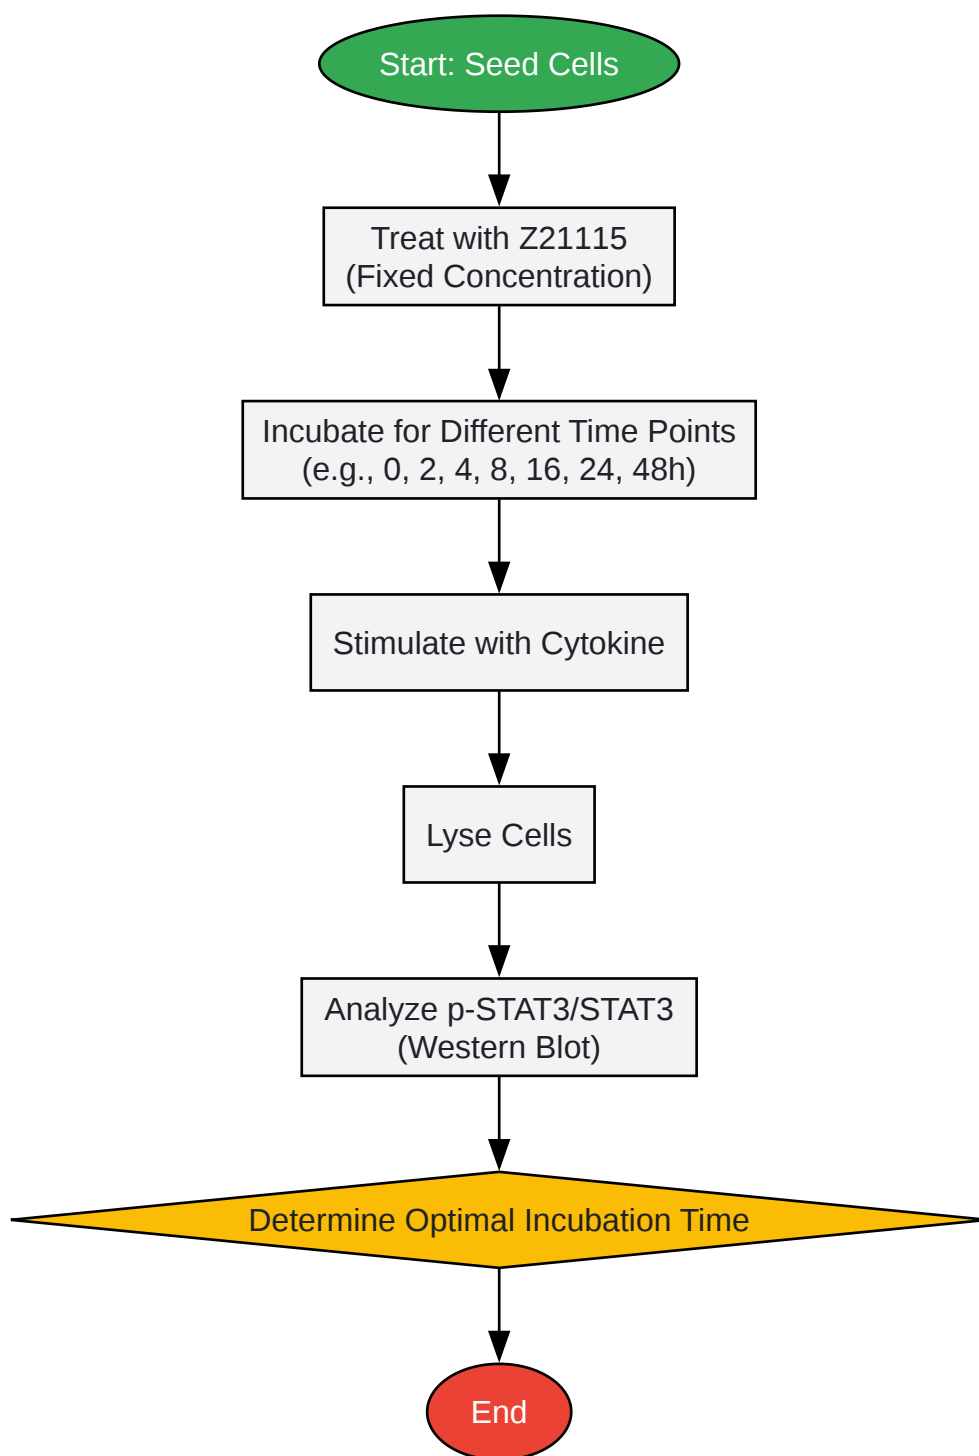 Start: Seed Cells
Treat with Z21115
(Fixed Concentration)
Incubate for Different Time Points
(e.g., 0, 2, 4, 8, 16, 24, 48h)
Stimulate with Cytokine
Lyse Cells
Analyze p-STAT3/STAT3
(Western Blot)
Determine Optimal Incubation Time
End